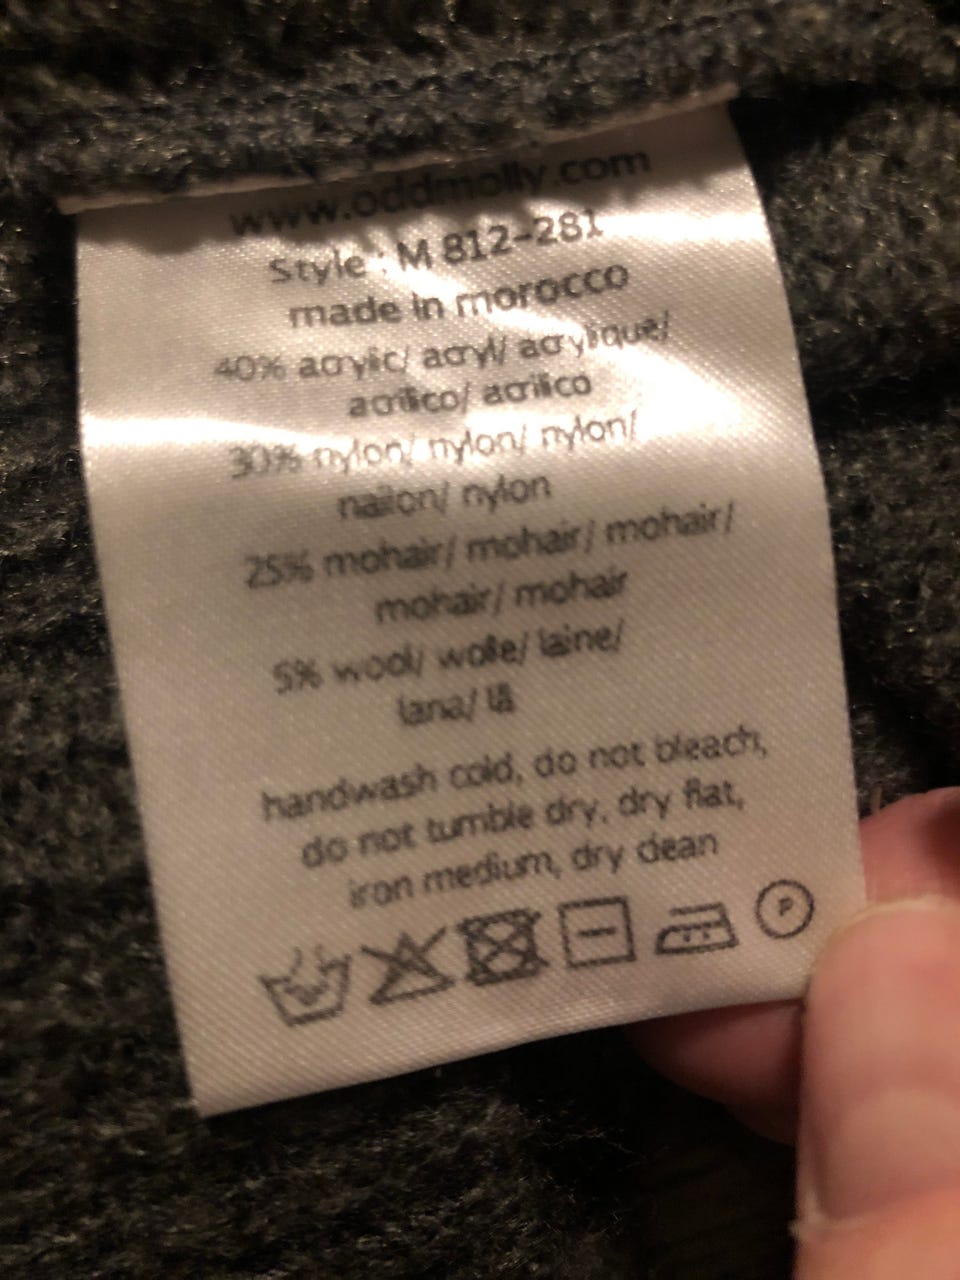 www.oddmolly.com
Style : M 812-281
made in morocco
40% acrylic/ acryl/ acrylique/
acrilico/ acrilico
30% nylon/ nylon/ nylon/
nailon/ nylon
25% mohair/ mohair/ mohair/
mohair/ mohair
5% wool/ wolle/ laine/
lana/ lã
handwash cold, do not bleach,
do not tumble dry, dry flat,
iron medium, dry clean
P